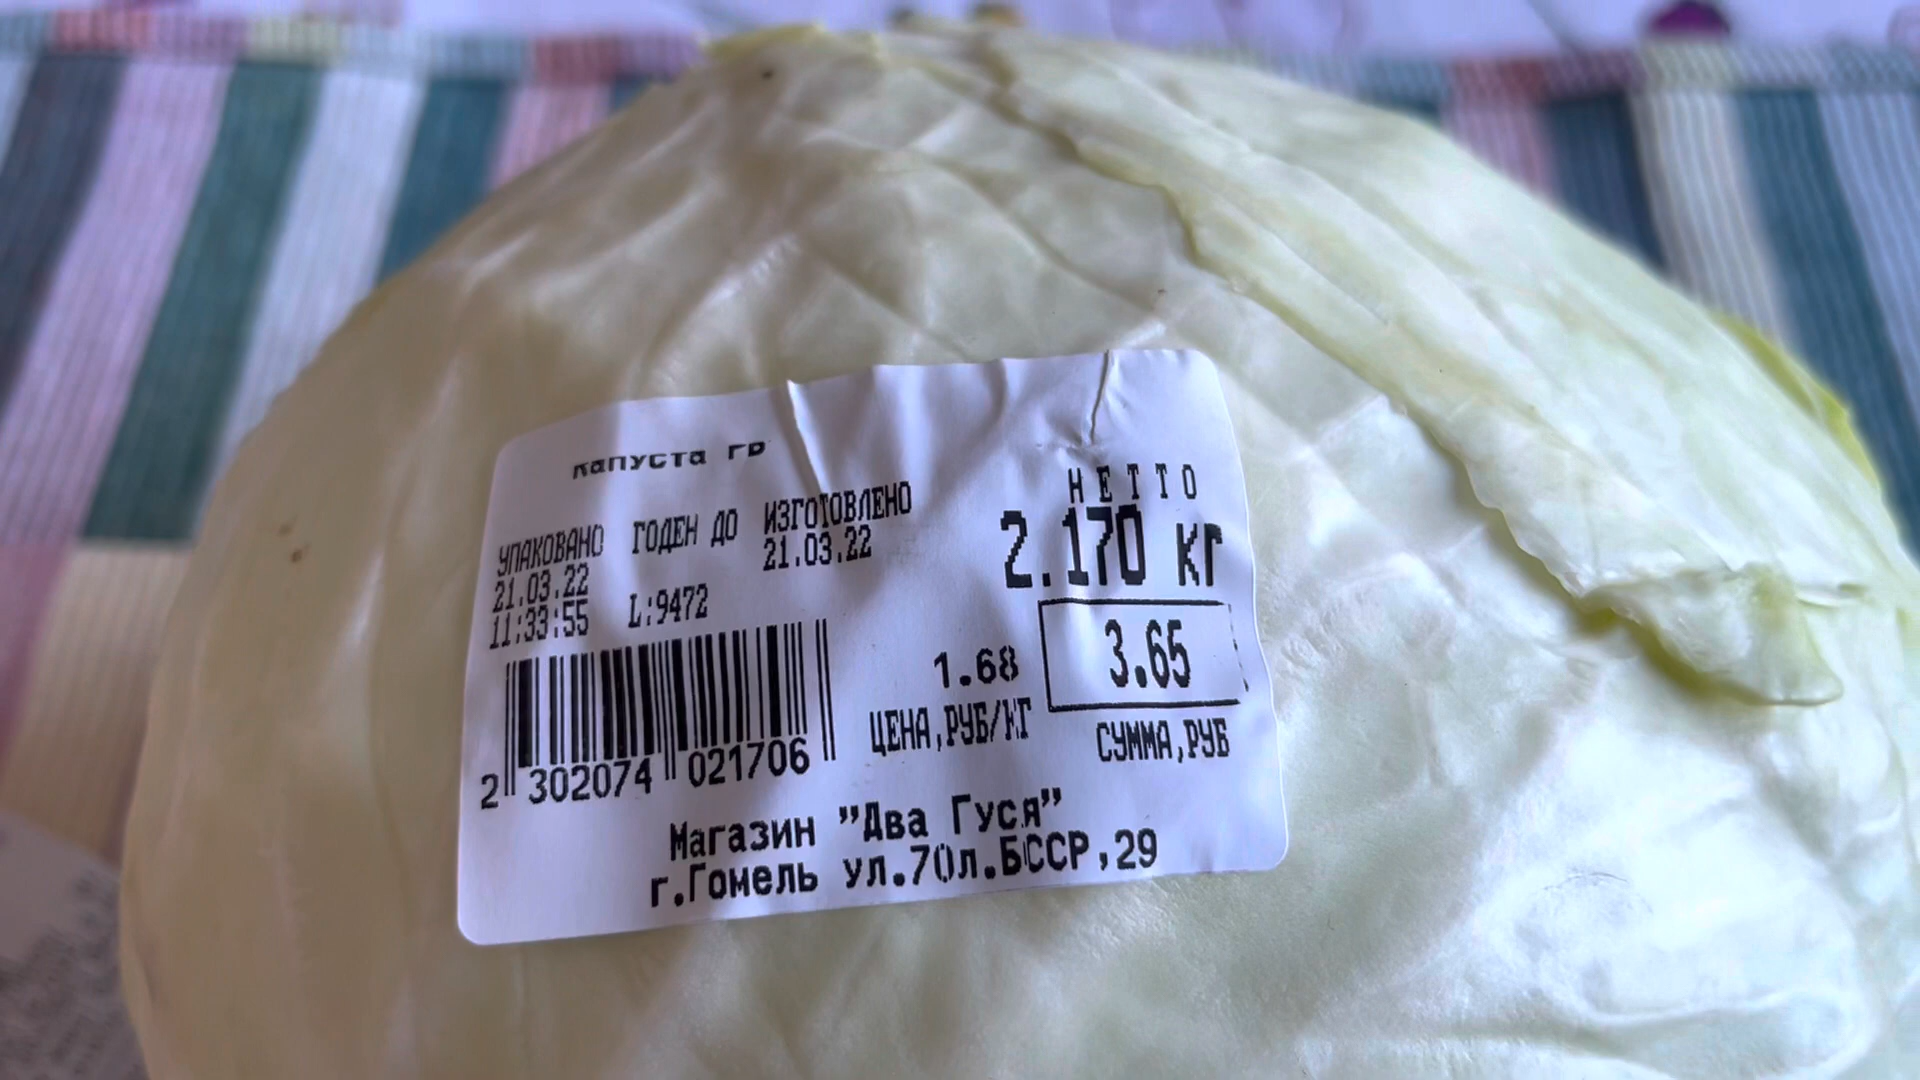 капуста гв
УПАКОВАНО ГОДЕН ДО ИЗГОТОВЛЕНО
21.03.22 21.03.22
11:33:55 L:9472
НЕТТО
2.170 кг
1.68
ЦЕНА,РУБ/КГ
3.65
СУММА,РУБ
2 302074 021706
Магазин "Два Гуся"
г.Гомель ул.70л.БССР,29